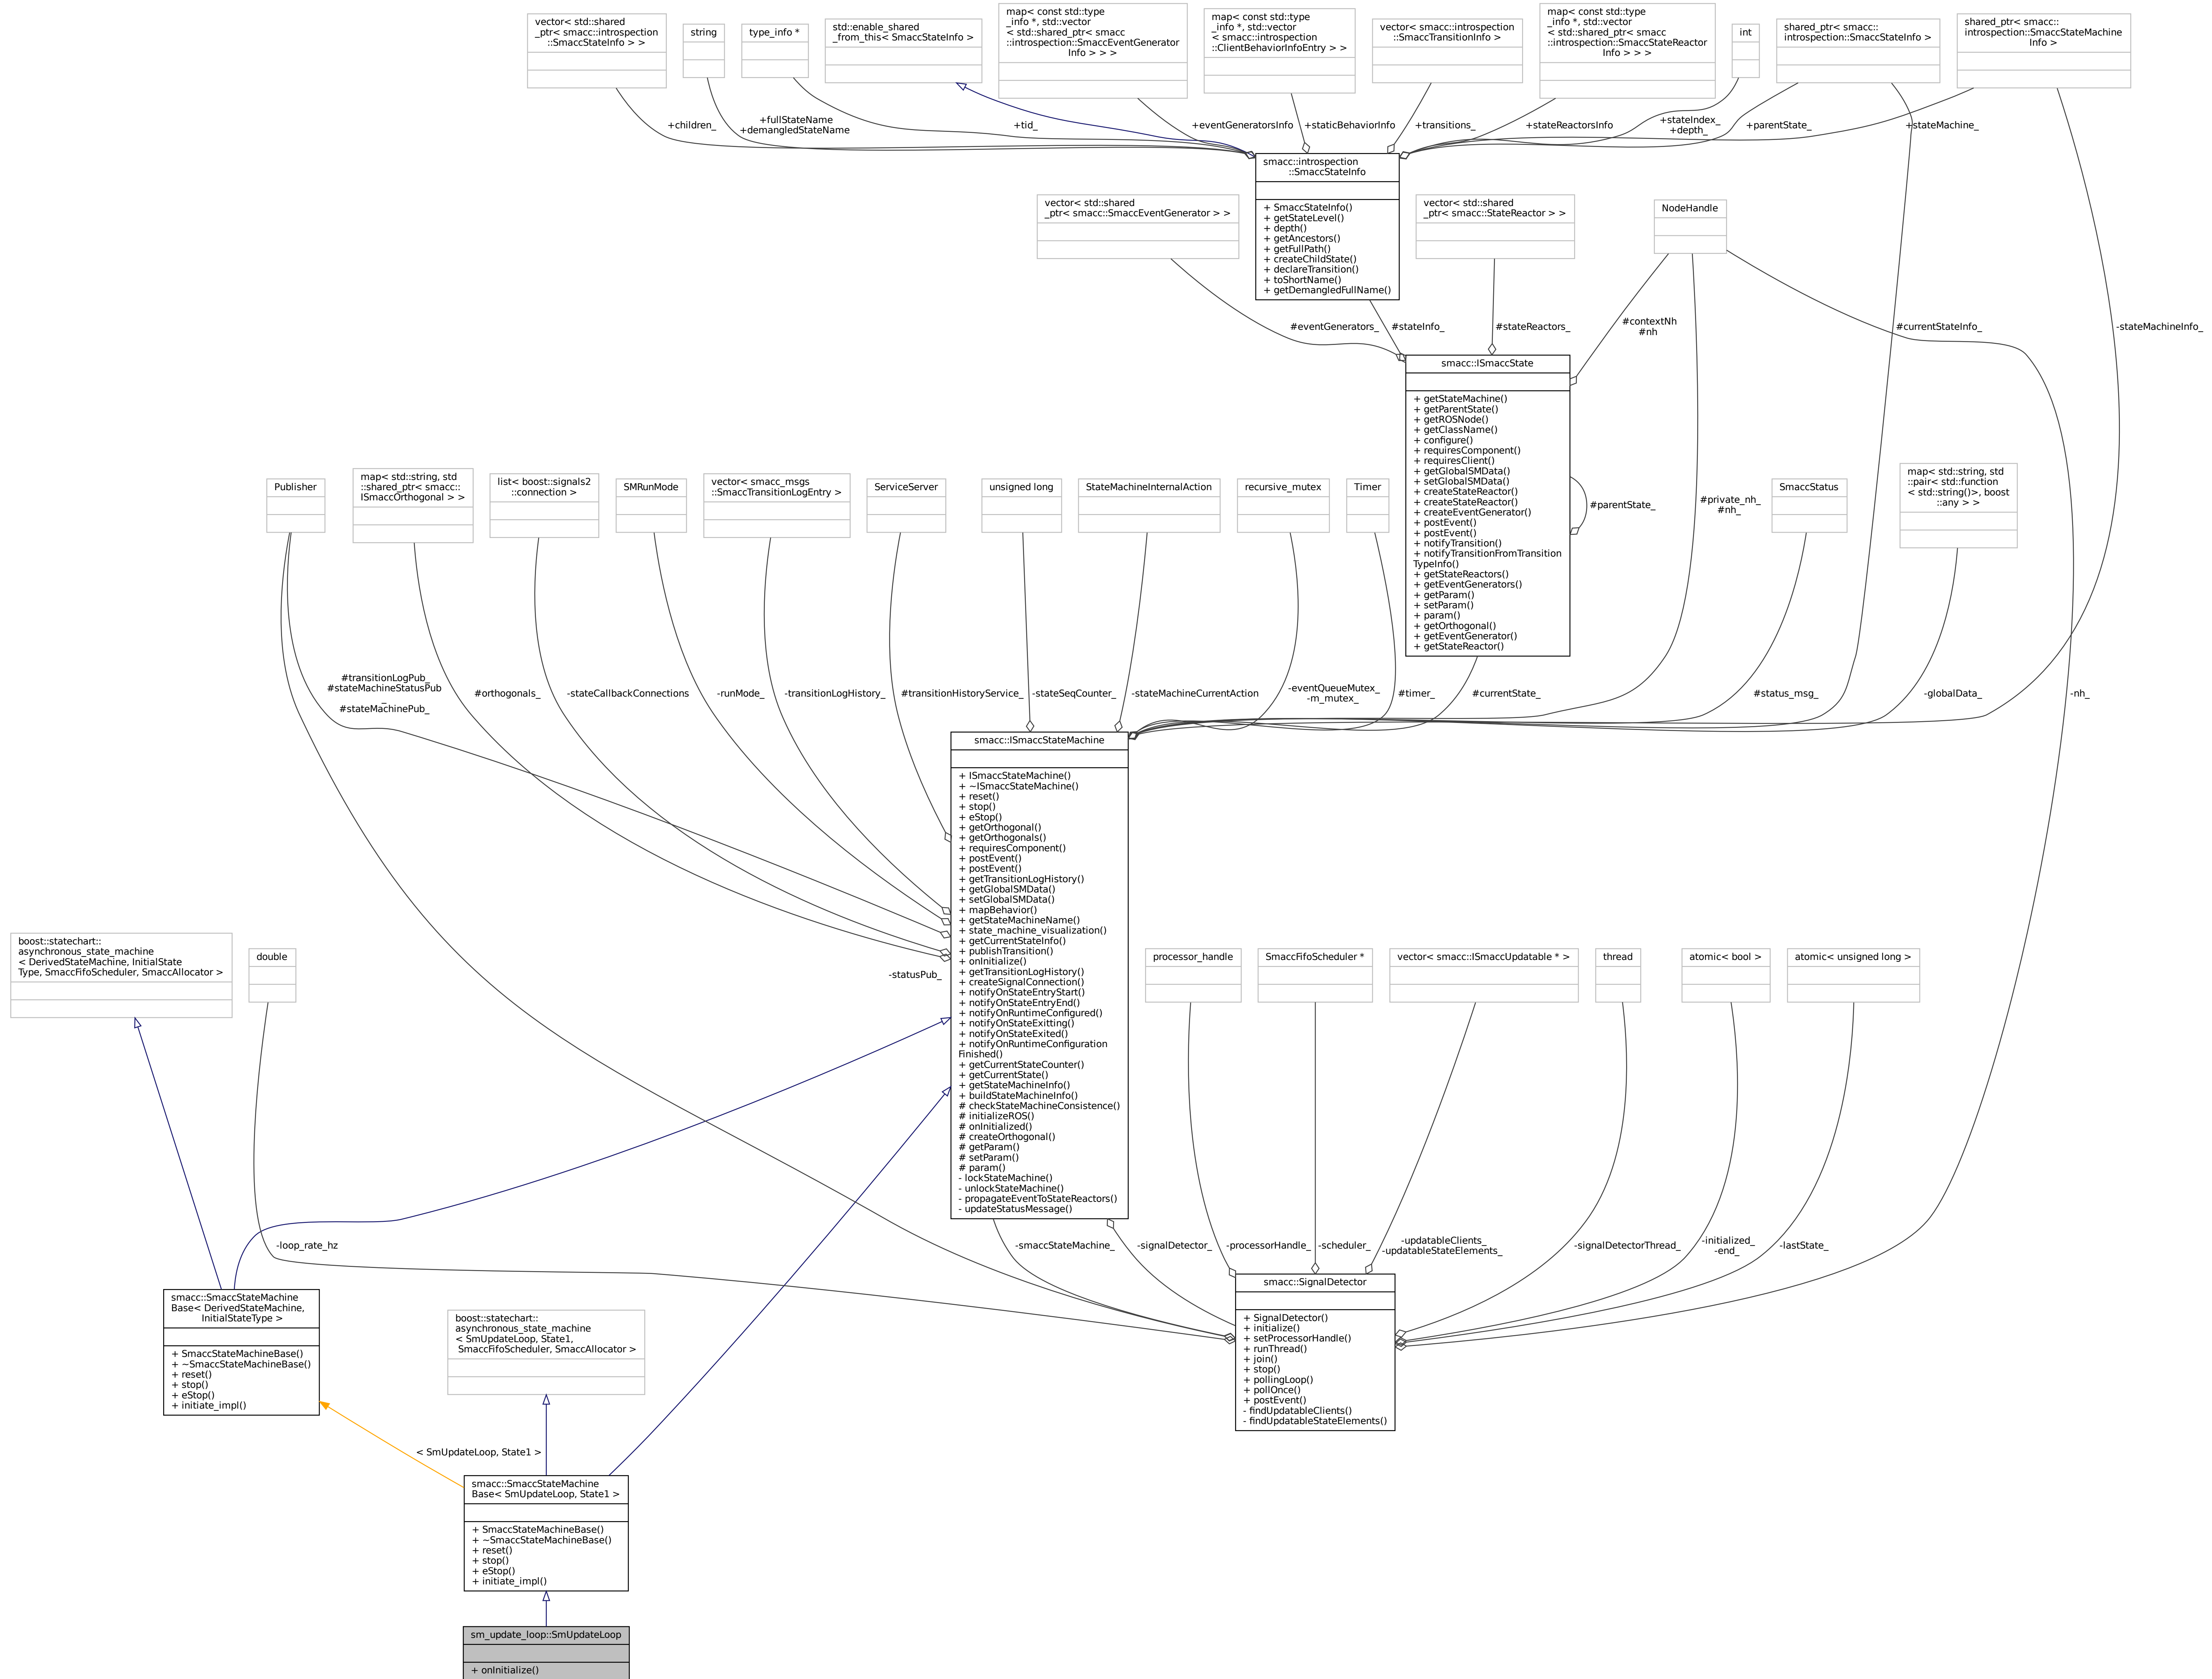 vector< std::shared
_ptr< smacc::introspection
::SmaccStateInfo > >
string
type_info *
std::enable_shared
_from_this< SmaccStateInfo >
map< const std::type
_info *, std::vector
< std::shared_ptr< smacc
::introspection::SmaccEventGenerator
Info > > >
map< const std::type
_info *, std::vector
< smacc::introspection
::ClientBehaviorInfoEntry > >
vector< smacc::introspection
::SmaccTransitionInfo >
map< const std::type
_info *, std::vector
< std::shared_ptr< smacc
::introspection::SmaccStateReactor
Info > > >
int
shared_ptr< smacc::
introspection::SmaccStateInfo >
shared_ptr< smacc::
introspection::SmaccStateMachine
Info >
+children_
+fullStateName
+demangledStateName
+tid_
+eventGeneratorsInfo
+staticBehaviorInfo
+transitions_
+stateReactorsInfo
+stateIndex_
+depth_
+parentState_
+stateMachine_
smacc::introspection
::SmaccStateInfo
+ SmaccStateInfo()
+ getStateLevel()
+ depth()
+ getAncestors()
+ getFullPath()
+ createChildState()
+ declareTransition()
+ toShortName()
+ getDemangledFullName()
vector< std::shared
_ptr< smacc::SmaccEventGenerator > >
vector< std::shared
_ptr< smacc::StateReactor > >
NodeHandle
#eventGenerators_
#stateInfo_
#stateReactors_
#contextNh
#nh
#currentStateInfo_
-stateMachineInfo_
smacc::ISmaccState
+ getStateMachine()
+ getParentState()
+ getROSNode()
+ getClassName()
+ configure()
+ requiresComponent()
+ requiresClient()
+ getGlobalSMData()
+ setGlobalSMData()
+ createStateReactor()
+ createStateReactor()
+ createEventGenerator()
+ postEvent()
+ postEvent()
+ notifyTransition()
+ notifyTransitionFromTransition
TypeInfo()
+ getStateReactors()
+ getEventGenerators()
+ getParam()
+ setParam()
+ param()
+ getOrthogonal()
+ getEventGenerator()
+ getStateReactor()
#parentState_
#private_nh_
#nh_
Publisher
map< std::string, std
::shared_ptr< smacc::
ISmaccOrthogonal > >
list< boost::signals2
::connection >
SMRunMode
vector< smacc_msgs
::SmaccTransitionLogEntry >
ServiceServer
unsigned long
StateMachineInternalAction
recursive_mutex
Timer
SmaccStatus
map< std::string, std
::pair< std::function
< std::string()>, boost
::any > >
#transitionLogPub_
#stateMachineStatusPub
_
#stateMachinePub_
#orthogonals_
-stateCallbackConnections
-runMode_
-transitionLogHistory_
#transitionHistoryService_
-stateSeqCounter_
-stateMachineCurrentAction
-eventQueueMutex_
-m_mutex_
#timer_
#currentState_
#status_msg_
-globalData_
-nh_
smacc::ISmaccStateMachine
+ ISmaccStateMachine()
+ ~ISmaccStateMachine()
+ reset()
+ stop()
+ eStop()
+ getOrthogonal()
+ getOrthogonals()
+ requiresComponent()
+ postEvent()
+ postEvent()
+ getTransitionLogHistory()
+ getGlobalSMData()
+ setGlobalSMData()
+ mapBehavior()
+ getStateMachineName()
+ state_machine_visualization()
+ getCurrentStateInfo()
+ publishTransition()
+ onInitialize()
+ getTransitionLogHistory()
+ createSignalConnection()
+ notifyOnStateEntryStart()
+ notifyOnStateEntryEnd()
+ notifyOnRuntimeConfigured()
+ notifyOnStateExitting()
+ notifyOnStateExited()
+ notifyOnRuntimeConfiguration
Finished()
+ getCurrentStateCounter()
+ getCurrentState()
+ getStateMachineInfo()
+ buildStateMachineInfo()
# checkStateMachineConsistence()
# initializeROS()
# onInitialized()
# createOrthogonal()
# getParam()
# setParam()
# param()
- lockStateMachine()
- unlockStateMachine()
- propagateEventToStateReactors()
- updateStatusMessage()
boost::statechart::
asynchronous_state_machine
< DerivedStateMachine, InitialState
Type, SmaccFifoScheduler, SmaccAllocator >
double
-statusPub_
processor_handle
SmaccFifoScheduler *
vector< smacc::ISmaccUpdatable * >
thread
atomic< bool >
atomic< unsigned long >
-loop_rate_hz
-smaccStateMachine_
-signalDetector_
-processorHandle_
-scheduler_
-updatableClients_
-updatableStateElements_
-signalDetectorThread_
-initialized_
-end_
-lastState_
smacc::SignalDetector
+ SignalDetector()
+ initialize()
+ setProcessorHandle()
+ runThread()
+ join()
+ stop()
+ pollingLoop()
+ pollOnce()
+ postEvent()
- findUpdatableClients()
- findUpdatableStateElements()
smacc::SmaccStateMachine
Base< DerivedStateMachine,
InitialStateType >
+ SmaccStateMachineBase()
+ ~SmaccStateMachineBase()
+ reset()
+ stop()
+ eStop()
+ initiate_impl()
boost::statechart::
asynchronous_state_machine
< SmUpdateLoop, State1,
SmaccFifoScheduler, SmaccAllocator >
< SmUpdateLoop, State1 >
smacc::SmaccStateMachine
Base< SmUpdateLoop, State1 >
+ SmaccStateMachineBase()
+ ~SmaccStateMachineBase()
+ reset()
+ stop()
+ eStop()
+ initiate_impl()
sm_update_loop::SmUpdateLoop
+ onInitialize()